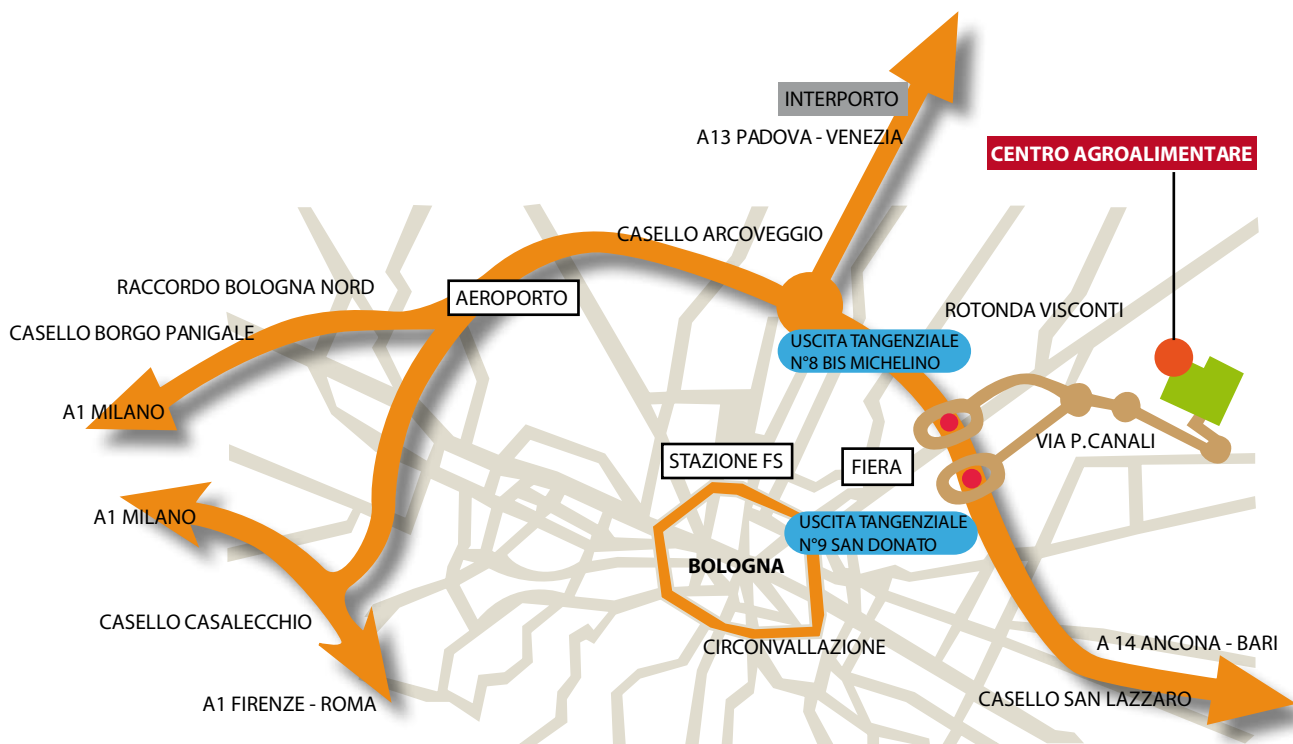 INTERPORTO
A13 PADOVA - VENEZIA
CENTRO AGROALIMENTARE
CASELLO ARCOVEGGIO
RACCORDO BOLOGNA NORD
AEROPORTO
ROTONDA VISCONTI
CASELLO BORGO PANIGALE
USCITA TANGENZIALE
N°8 BIS MICHELINO
A1 MILANO
VIA P.CANALI
STAZIONE FS
FIERA
A1 MILANO
USCITA TANGENZIALE
N°9 SAN DONATO
BOLOGNA
CASELLO CASALECCHIO
CIRCONVALLAZIONE
A 14 ANCONA - BARI
A1 FIRENZE - ROMA
CASELLO SAN LAZZARO